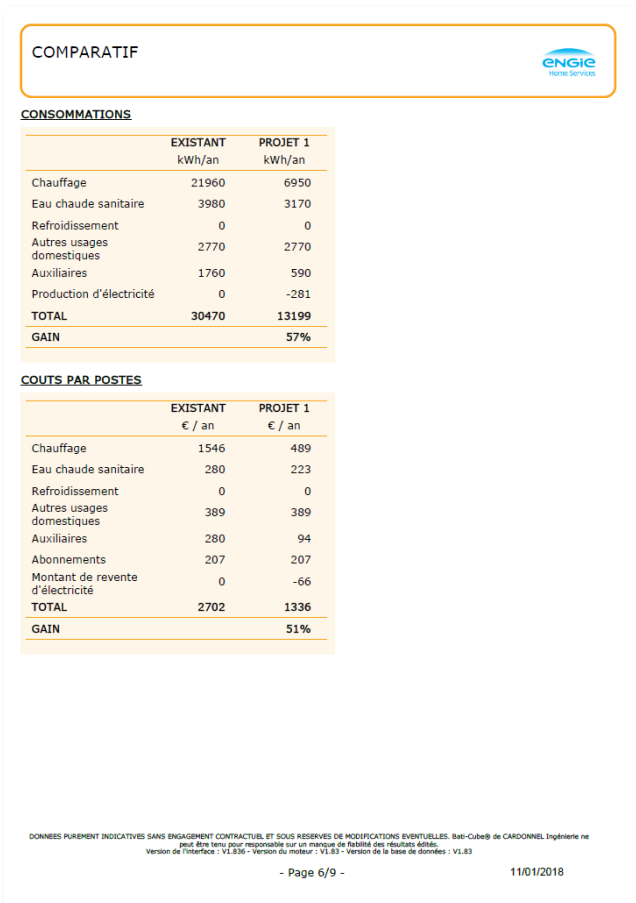 COMPARATIF
ENGIE
Home Services
CONSOMMATIONS
EXISTANT PROJET 1
kWh/an kWh/an
Chauffage 21960 6950
Eau chaude sanitaire 3980 3170
Refroidissement 0 0
Autres usages
domestiques 2770 2770
Auxiliaires 1760 590
Production d'électricité 0 -281
TOTAL 30470 13199
GAIN 57%
COUTS PAR POSTES
EXISTANT PROJET 1
€ / an € / an
Chauffage 1546 489
Eau chaude sanitaire 280 223
Refroidissement 0 0
Autres usages
domestiques 389 389
Auxiliaires 280 94
Abonnements 207 207
Montant de revente
d'électricité 0 -66
TOTAL 2702 1336
GAIN 51%
DONNEES PUREMENT INDICATIVES SANS ENGAGEMENT CONTRACTUEL ET SOUS RESERVES DE MODIFICATIONS EVENTUELLES. Bati-Cube® de CARDONNEL Ingénierie ne
peut être tenu pour responsable sur un manque de fiabilité des résultats édités.
Version de l'interface : V1.836 - Version du moteur : V1.83 - Version de la base de données : V1.83
- Page 6/9 -
11/01/2018